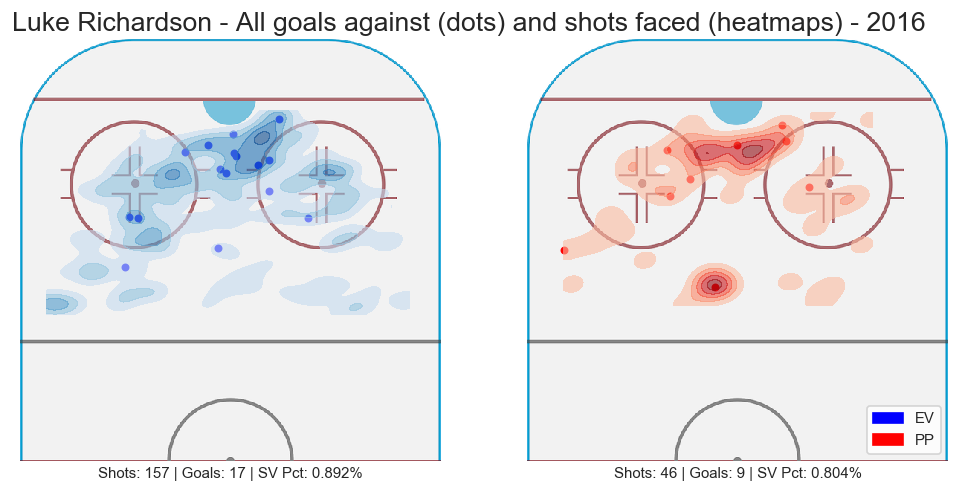 Luke Richardson - All goals against (dots) and shots faced (heatmaps) - 2016
EV
PP
Shots: 157 | Goals: 17 | SV Pct: 0.892%
Shots: 46 | Goals: 9 | SV Pct: 0.804%